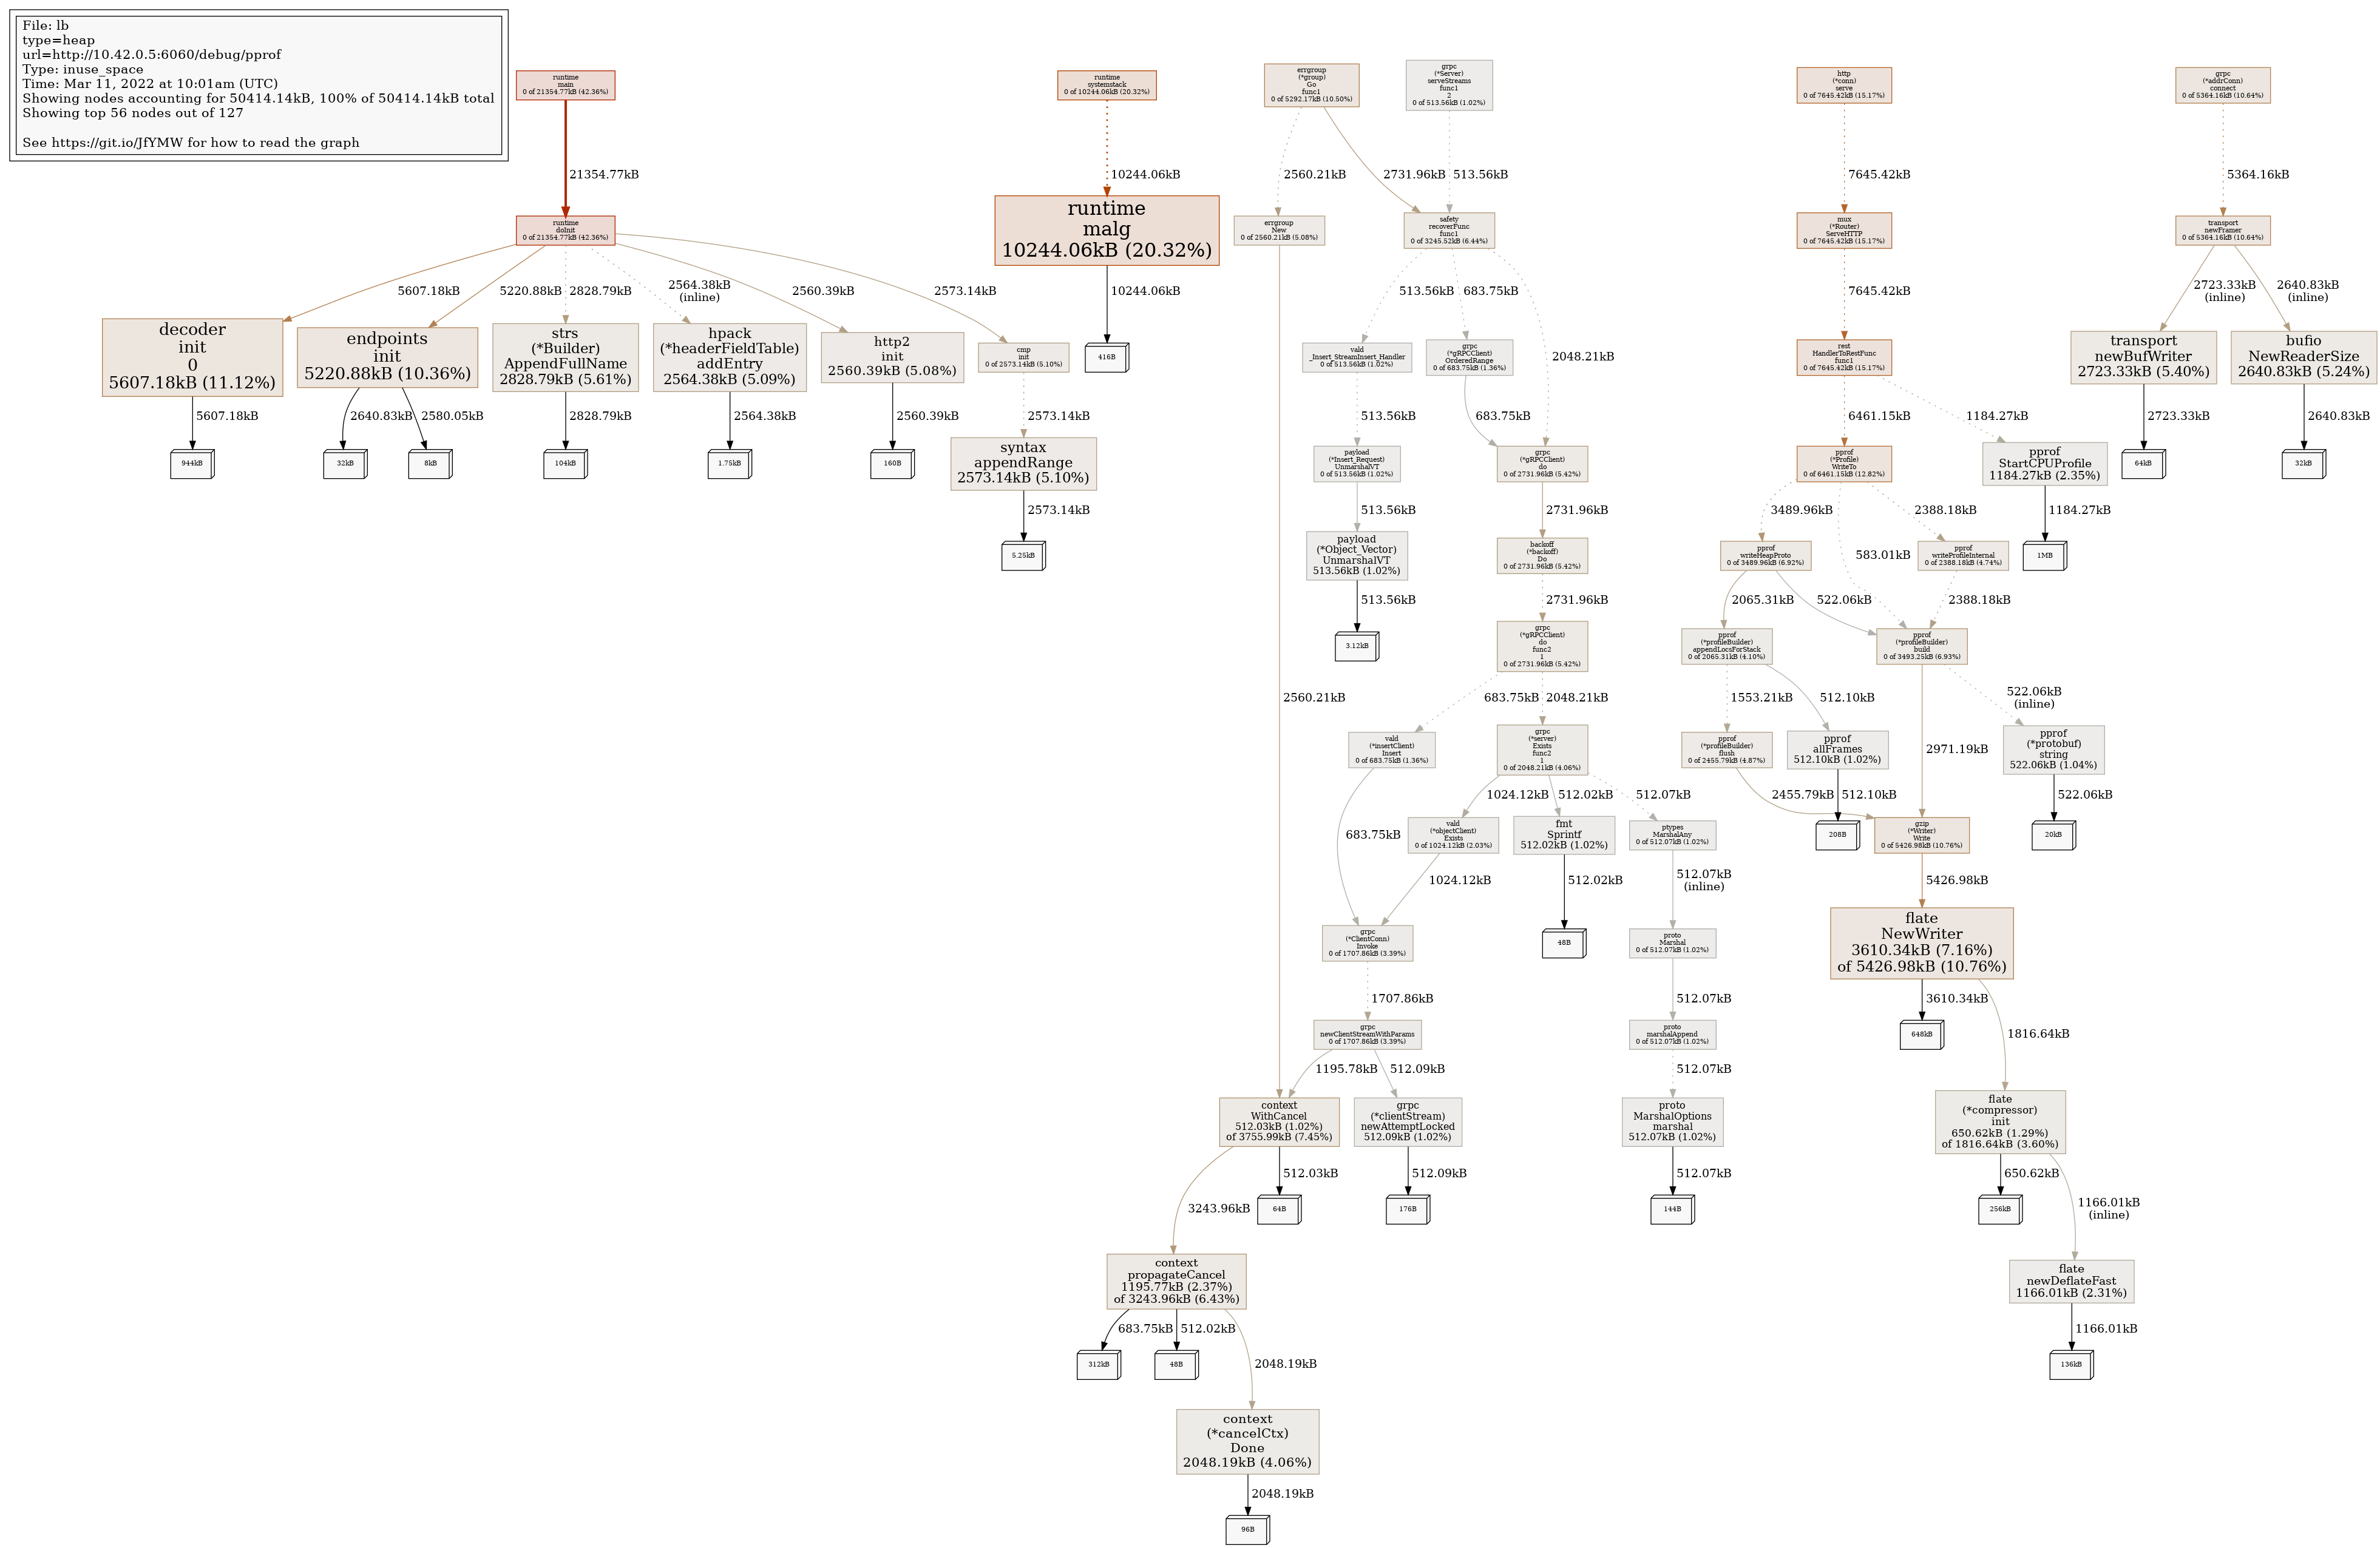 File: lb
type=heap
url=http://10.42.0.5:6060/debug/pprof
Type: inuse_space
Time: Mar 11, 2022 at 10:01am (UTC)
Showing nodes accounting for 50414.14kB, 100% of 50414.14kB total
Showing top 56 nodes out of 127
See https://git.io/JfYMW for how to read the graph
runtime
main
0 of 21354.77kB (42.36%)
21354.77kB
runtime
doInit
0 of 21354.77kB (42.36%)
5607.18kB
5220.88kB
2828.79kB
2564.38kB
(inline)
2560.39kB
2573.14kB
decoder
init
0
5607.18kB (11.12%)
5607.18kB
944kB
endpoints
init
5220.88kB (10.36%)
2640.83kB
2580.05kB
32kB
8kB
strs
(*Builder)
AppendFullName
2828.79kB (5.61%)
2828.79kB
104kB
hpack
(*headerFieldTable)
addEntry
2564.38kB (5.09%)
2564.38kB
1.75kB
http2
init
2560.39kB (5.08%)
2560.39kB
160B
cmp
init
0 of 2573.14kB (5.10%)
2573.14kB
syntax
appendRange
2573.14kB (5.10%)
2573.14kB
5.25kB
runtime
systemstack
0 of 10244.06kB (20.32%)
10244.06kB
runtime
malg
10244.06kB (20.32%)
10244.06kB
416B
errgroup
(*group)
Go
func1
0 of 5292.17kB (10.50%)
2560.21kB
2731.96kB
grpc
(*Server)
serveStreams
func1
2
0 of 513.56kB (1.02%)
513.56kB
errgroup
New
0 of 2560.21kB (5.08%)
2560.21kB
safety
recoverFunc
func1
0 of 3245.52kB (6.44%)
513.56kB
683.75kB
2048.21kB
vald
_Insert_StreamInsert_Handler
0 of 513.56kB (1.02%)
513.56kB
grpc
(*gRPCClient)
OrderedRange
0 of 683.75kB (1.36%)
683.75kB
payload
(*Insert_Request)
UnmarshalVT
0 of 513.56kB (1.02%)
513.56kB
grpc
(*gRPCClient)
do
0 of 2731.96kB (5.42%)
2731.96kB
payload
(*Object_Vector)
UnmarshalVT
513.56kB (1.02%)
513.56kB
3.12kB
backoff
(*backoff)
Do
0 of 2731.96kB (5.42%)
2731.96kB
grpc
(*gRPCClient)
do
func2
1
0 of 2731.96kB (5.42%)
683.75kB
2048.21kB
vald
(*insertClient)
Insert
0 of 683.75kB (1.36%)
683.75kB
grpc
(*server)
Exists
func2
1
0 of 2048.21kB (4.06%)
1024.12kB
512.02kB
512.07kB
vald
(*objectClient)
Exists
0 of 1024.12kB (2.03%)
1024.12kB
fmt
Sprintf
512.02kB (1.02%)
512.02kB
48B
ptypes
MarshalAny
0 of 512.07kB (1.02%)
512.07kB
(inline)
grpc
(*ClientConn)
Invoke
0 of 1707.86kB (3.39%)
1707.86kB
proto
Marshal
0 of 512.07kB (1.02%)
512.07kB
grpc
newClientStreamWithParams
0 of 1707.86kB (3.39%)
1195.78kB
512.09kB
proto
marshalAppend
0 of 512.07kB (1.02%)
512.07kB
context
WithCancel
512.03kB (1.02%)
of 3755.99kB (7.45%)
3243.96kB
512.03kB
64B
grpc
(*clientStream)
newAttemptLocked
512.09kB (1.02%)
512.09kB
176B
proto
MarshalOptions
marshal
512.07kB (1.02%)
512.07kB
144B
context
propagateCancel
1195.77kB (2.37%)
of 3243.96kB (6.43%)
683.75kB
512.02kB
2048.19kB
312kB
48B
context
(*cancelCtx)
Done
2048.19kB (4.06%)
2048.19kB
96B
http
(*conn)
serve
0 of 7645.42kB (15.17%)
7645.42kB
mux
(*Router)
ServeHTTP
0 of 7645.42kB (15.17%)
7645.42kB
rest
HandlerToRestFunc
func1
0 of 7645.42kB (15.17%)
6461.15kB
1184.27kB
pprof
(*Profile)
WriteTo
0 of 6461.15kB (12.82%)
3489.96kB
583.01kB
2388.18kB
pprof
StartCPUProfile
1184.27kB (2.35%)
1184.27kB
1MB
pprof
writeHeapProto
0 of 3489.96kB (6.92%)
2065.31kB
522.06kB
pprof
writeProfileInternal
0 of 2388.18kB (4.74%)
2388.18kB
pprof
(*profileBuilder)
appendLocsForStack
0 of 2065.31kB (4.10%)
1553.21kB
512.10kB
pprof
(*profileBuilder)
build
0 of 3493.25kB (6.93%)
2971.19kB
522.06kB
(inline)
pprof
(*profileBuilder)
flush
0 of 2455.79kB (4.87%)
2455.79kB
pprof
allFrames
512.10kB (1.02%)
512.10kB
208B
pprof
(*protobuf)
string
522.06kB (1.04%)
522.06kB
20kB
gzip
(*Writer)
Write
0 of 5426.98kB (10.76%)
5426.98kB
flate
NewWriter
3610.34kB (7.16%)
of 5426.98kB (10.76%)
3610.34kB
1816.64kB
648kB
flate
(*compressor)
init
650.62kB (1.29%)
of 1816.64kB (3.60%)
650.62kB
1166.01kB
(inline)
256kB
flate
newDeflateFast
1166.01kB (2.31%)
1166.01kB
136kB
grpc
(*addrConn)
connect
0 of 5364.16kB (10.64%)
5364.16kB
transport
newFramer
0 of 5364.16kB (10.64%)
2723.33kB
(inline)
2640.83kB
(inline)
transport
newBufWriter
2723.33kB (5.40%)
2723.33kB
64kB
bufio
NewReaderSize
2640.83kB (5.24%)
2640.83kB
32kB